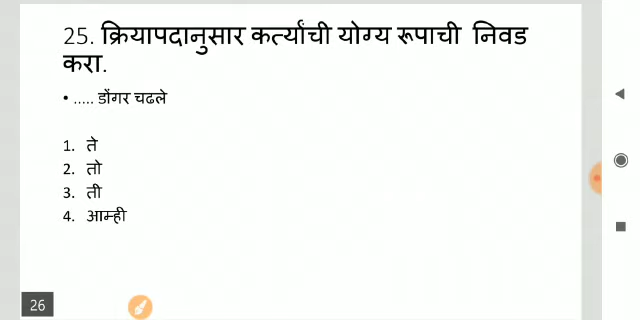 25. क्रियापदानुसार कर्त्यांची योग्य रूपाची निवड
करा.
• ..... डोंगर चढले
1. ते
2. तो
3. ती
4. आम्ही
26